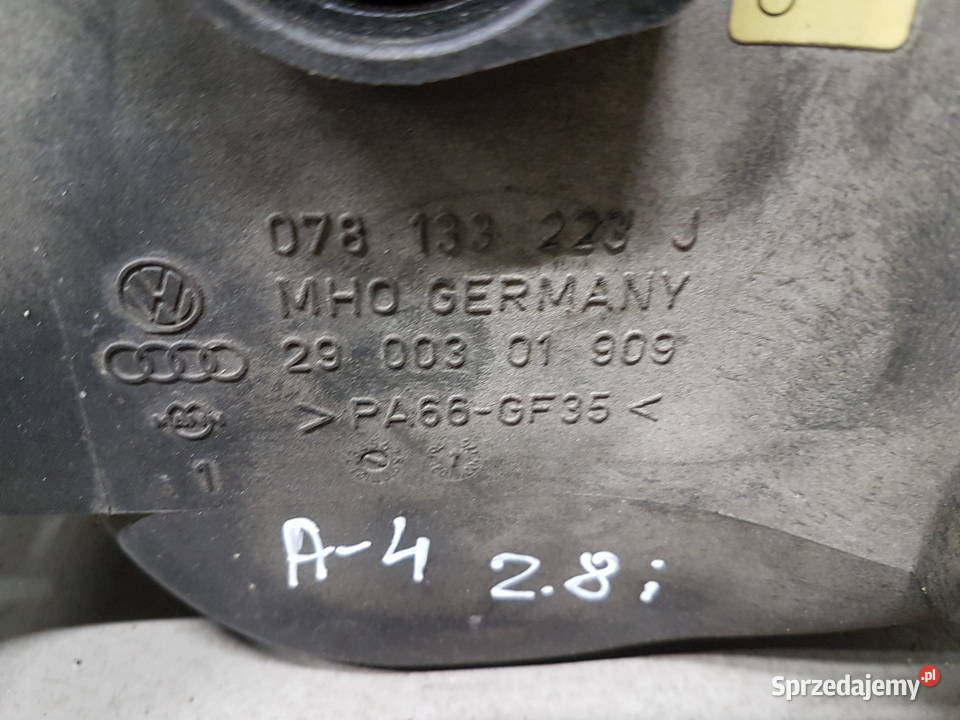 078 133 223 J
MHO GERMANY
29 003 01 909
>PA66-GF35<
1
A-4 2.8i
Sprzedajemy.pl